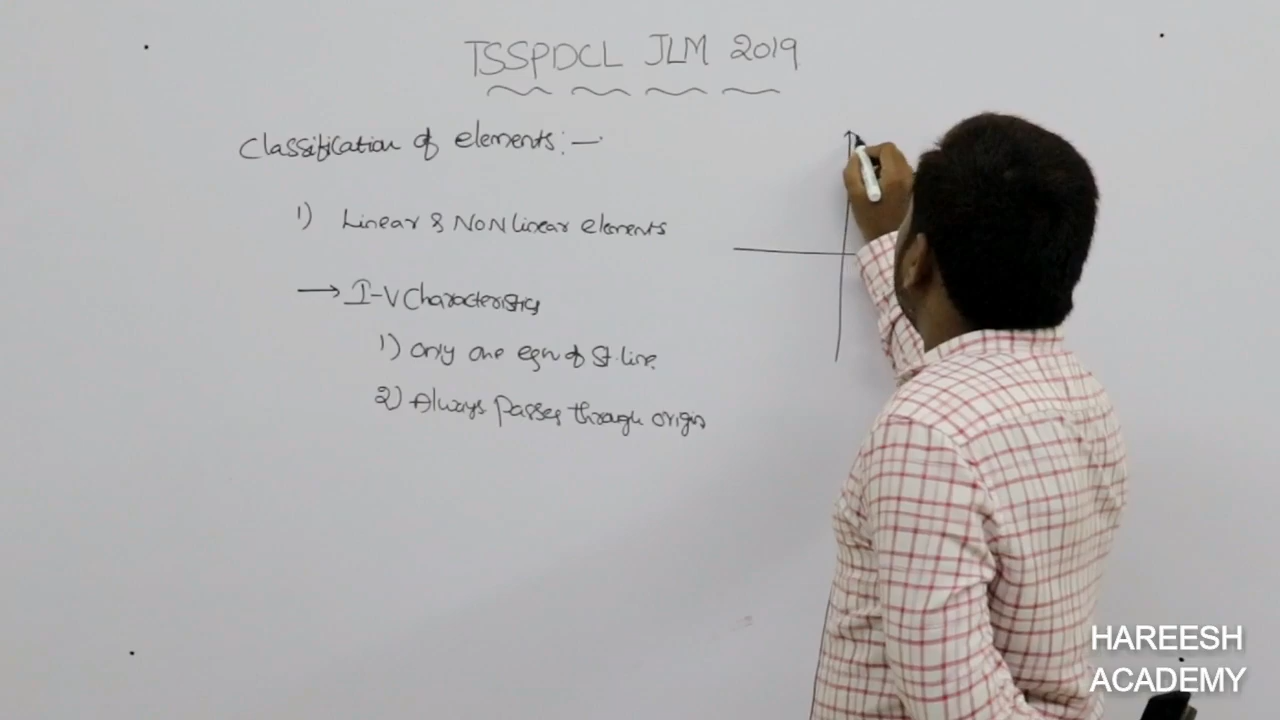 TSSPDCL JLM 2019
Classification of elements:—
1) Linear & NON linear elements
→ I-V Characteristics
1) only one eqn of st. line.
2) Always passes through origin
HAREESH
ACADEMY